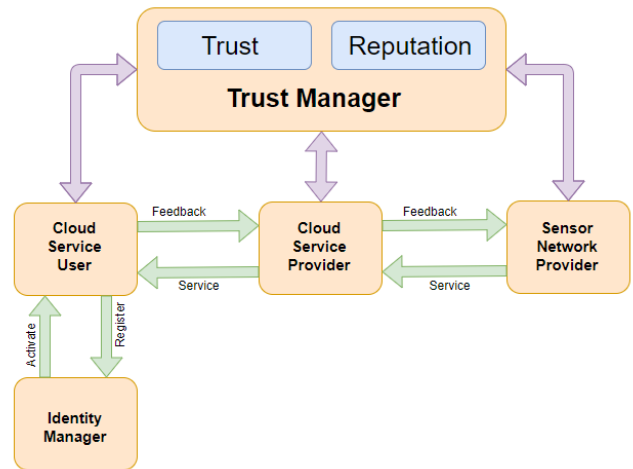 Trust
Reputation
Trust Manager
Cloud
Service
User
Feedback
Service
Cloud
Service
Provider
Feedback
Service
Sensor
Network
Provider
Activate
Register
Identity
Manager